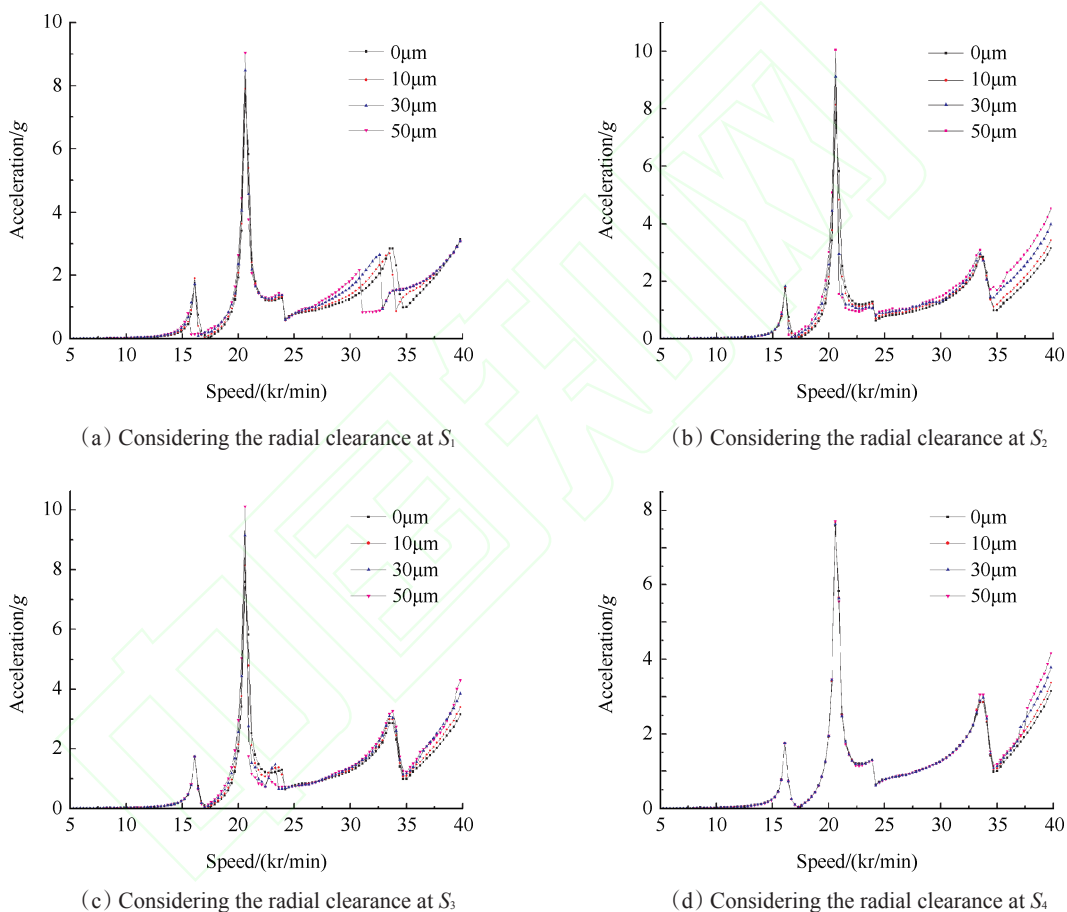 10
8
6
4
2
0
Acceleration/g
0μm
10μm
30μm
50μm
5 10 15 20 25 30 35 40
Speed/(kr/min)
(a) Considering the radial clearance at S₁
10
8
6
4
2
0
Acceleration/g
0μm
10μm
30μm
50μm
5 10 15 20 25 30 35 40
Speed/(kr/min)
(b) Considering the radial clearance at S₂
10
8
6
4
2
0
Acceleration/g
0μm
10μm
30μm
50μm
5 10 15 20 25 30 35 40
Speed/(kr/min)
(c) Considering the radial clearance at S₃
8
6
4
2
0
Acceleration/g
0μm
10μm
30μm
50μm
5 10 15 20 25 30 35 40
Speed/(kr/min)
(d) Considering the radial clearance at S₄